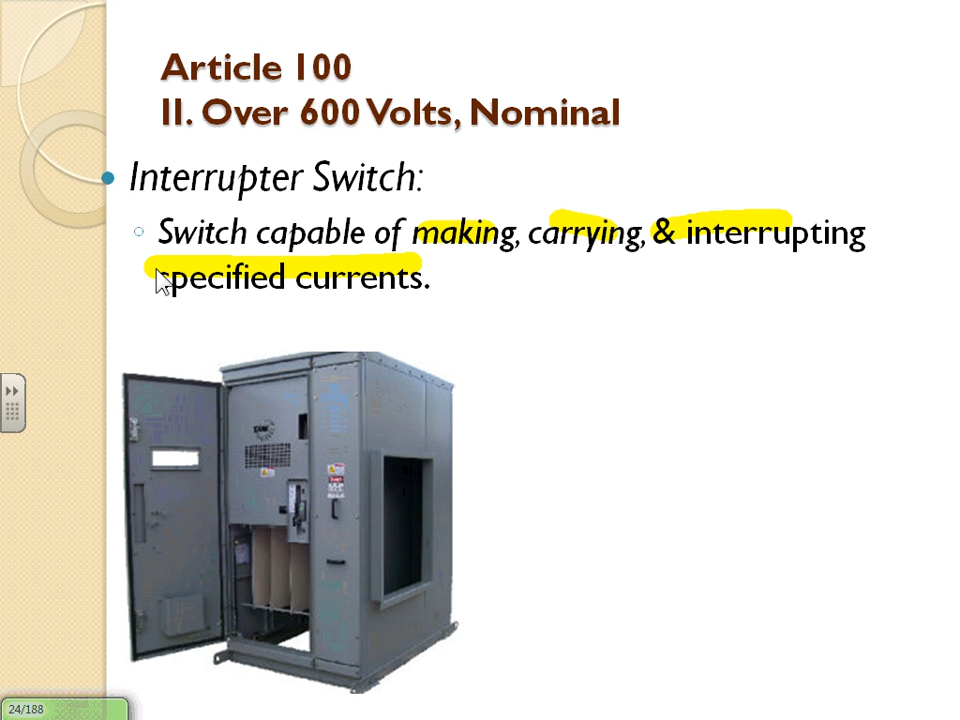 Article 100
II. Over 600 Volts, Nominal
Interrupter Switch:
Switch capable of making, carrying, & interrupting
specified currents.
24/188